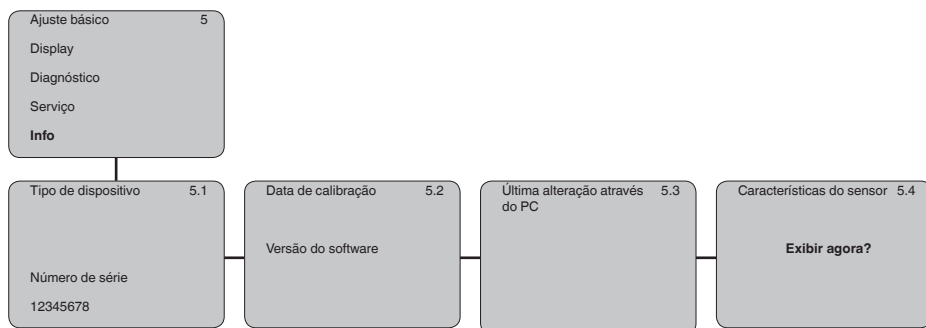 Ajuste básico 5
Display
Diagnóstico
Serviço
Info
Tipo de dispositivo 5.1
Número de série
12345678
Data de calibração 5.2
Versão do software
Última alteração através 5.3
do PC
Características do sensor 5.4
Exibir agora?